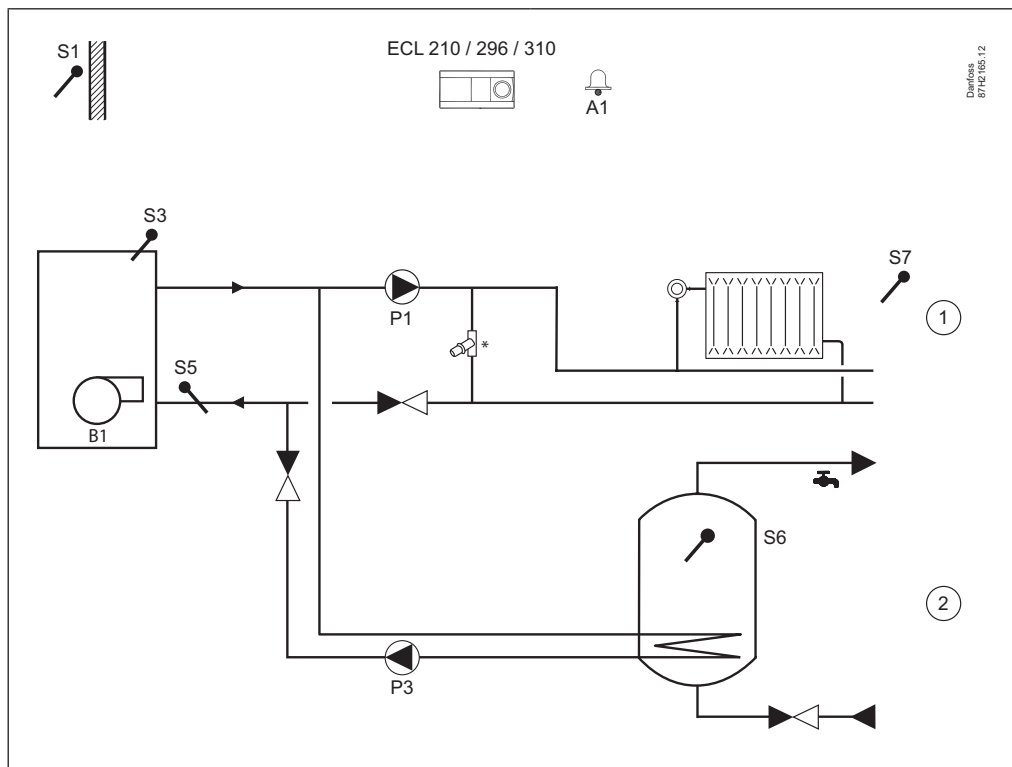 S1
ECL 210 / 296 / 310
A1
Danfoss
87H2165.12
S3
S7
P1
*
1
S5
B1
S6
2
P3